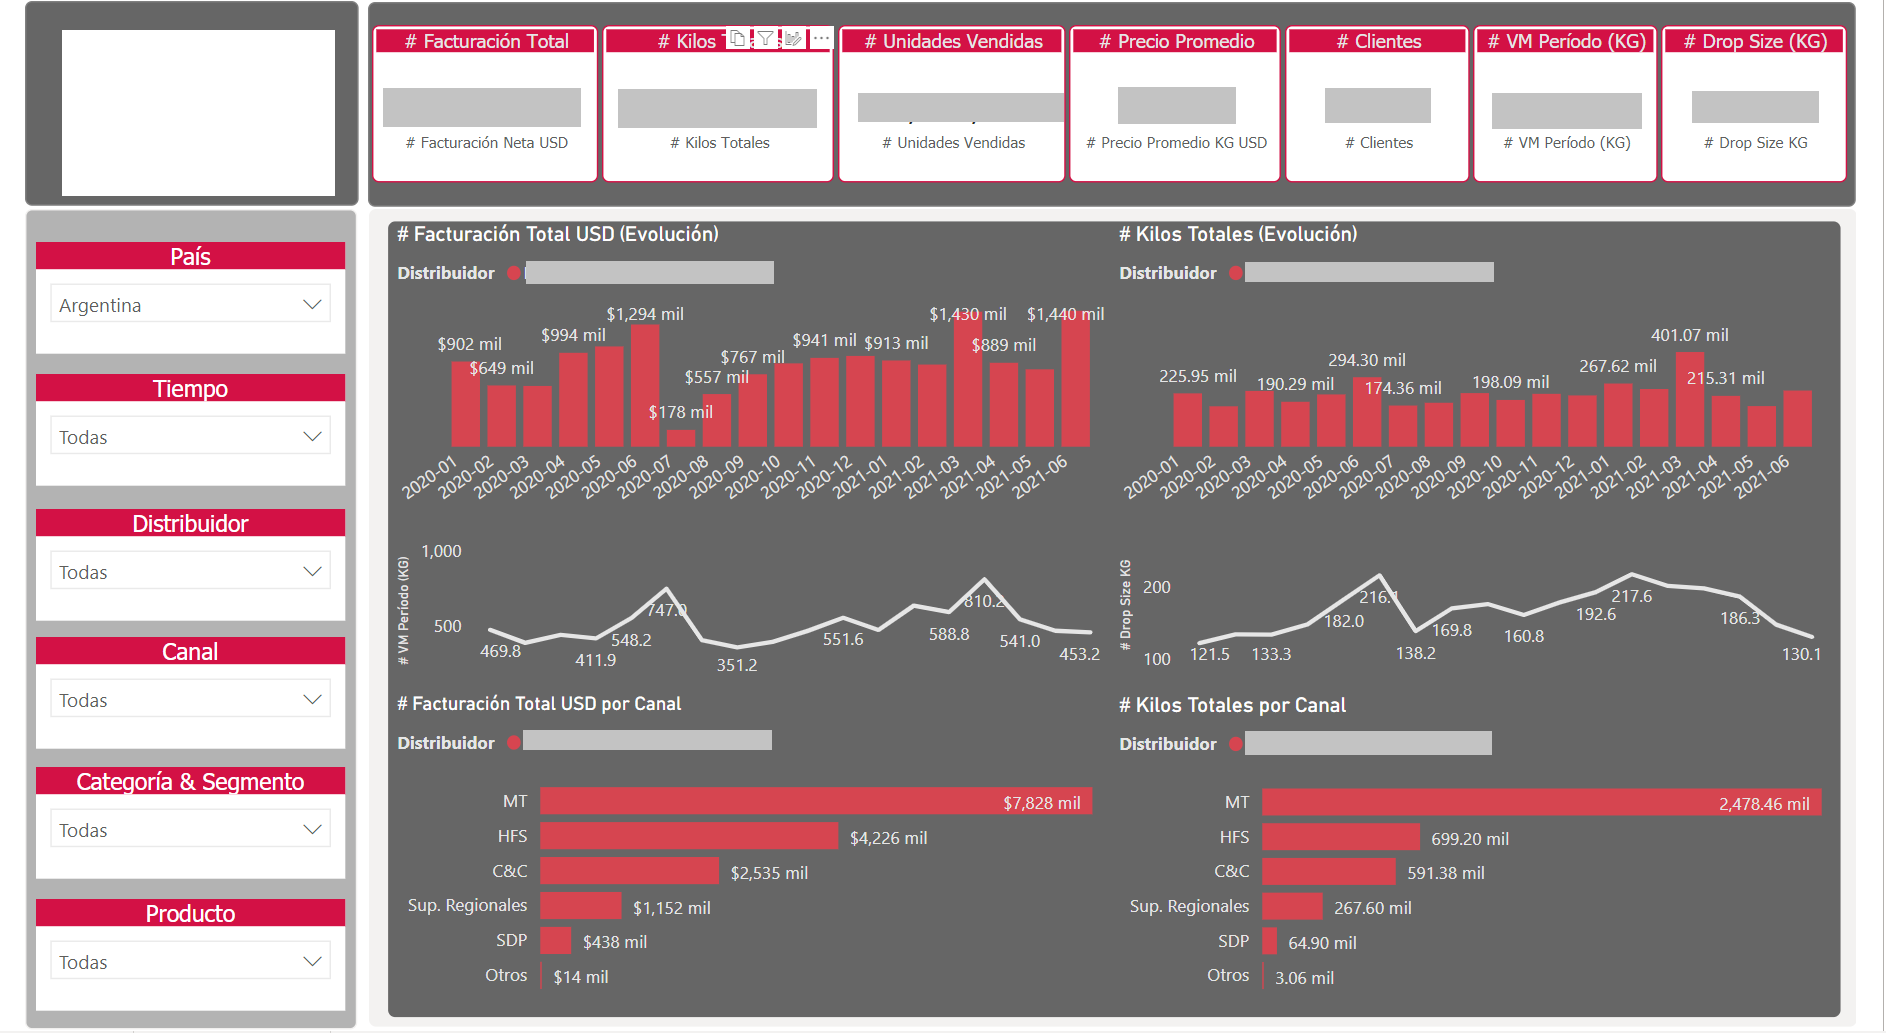 # Facturación Total
# Kilos
# Unidades Vendidas
# Precio Promedio
# Clientes
# VM Período (KG)
# Drop Size (KG)
# Facturación Neta USD
# Kilos Totales
# Unidades Vendidas
# Precio Promedio KG USD
# Clientes
# VM Período (KG)
# Drop Size KG
País
Argentina
Tiempo
Todas
Distribuidor
Todas
Canal
Todas
Categoría & Segmento
Todas
Producto
Todas
# Facturación Total USD (Evolución)
Distribuidor
$902 mil
$649 mil
$994 mil
$1,294 mil
$178 mil
$557 mil
$767 mil
$941 mil
$913 mil
$1,430 mil
$889 mil
$1,440 mil
2020-01
2020-02
2020-03
2020-04
2020-05
2020-06
2020-07
2020-08
2020-09
2020-10
2020-11
2020-12
2021-01
2021-02
2021-03
2021-04
2021-05
2021-06
# VM Período (KG)
1,000
500
469.8
411.9
548.2
747.0
351.2
551.6
588.8
810.2
541.0
453.2
# Kilos Totales (Evolución)
Distribuidor
225.95 mil
190.29 mil
294.30 mil
174.36 mil
198.09 mil
267.62 mil
401.07 mil
215.31 mil
2020-01
2020-02
2020-03
2020-04
2020-05
2020-06
2020-07
2020-08
2020-09
2020-10
2020-11
2020-12
2021-01
2021-02
2021-03
2021-04
2021-05
2021-06
# Drop Size KG
200
100
121.5
133.3
182.0
216.1
138.2
169.8
160.8
192.6
217.6
186.3
130.1
# Facturación Total USD por Canal
Distribuidor
MT $7,828 mil
HFS $4,226 mil
C&C $2,535 mil
Sup. Regionales $1,152 mil
SDP $438 mil
Otros $14 mil
# Kilos Totales por Canal
Distribuidor
MT 2,478.46 mil
HFS 699.20 mil
C&C 591.38 mil
Sup. Regionales 267.60 mil
SDP 64.90 mil
Otros 3.06 mil